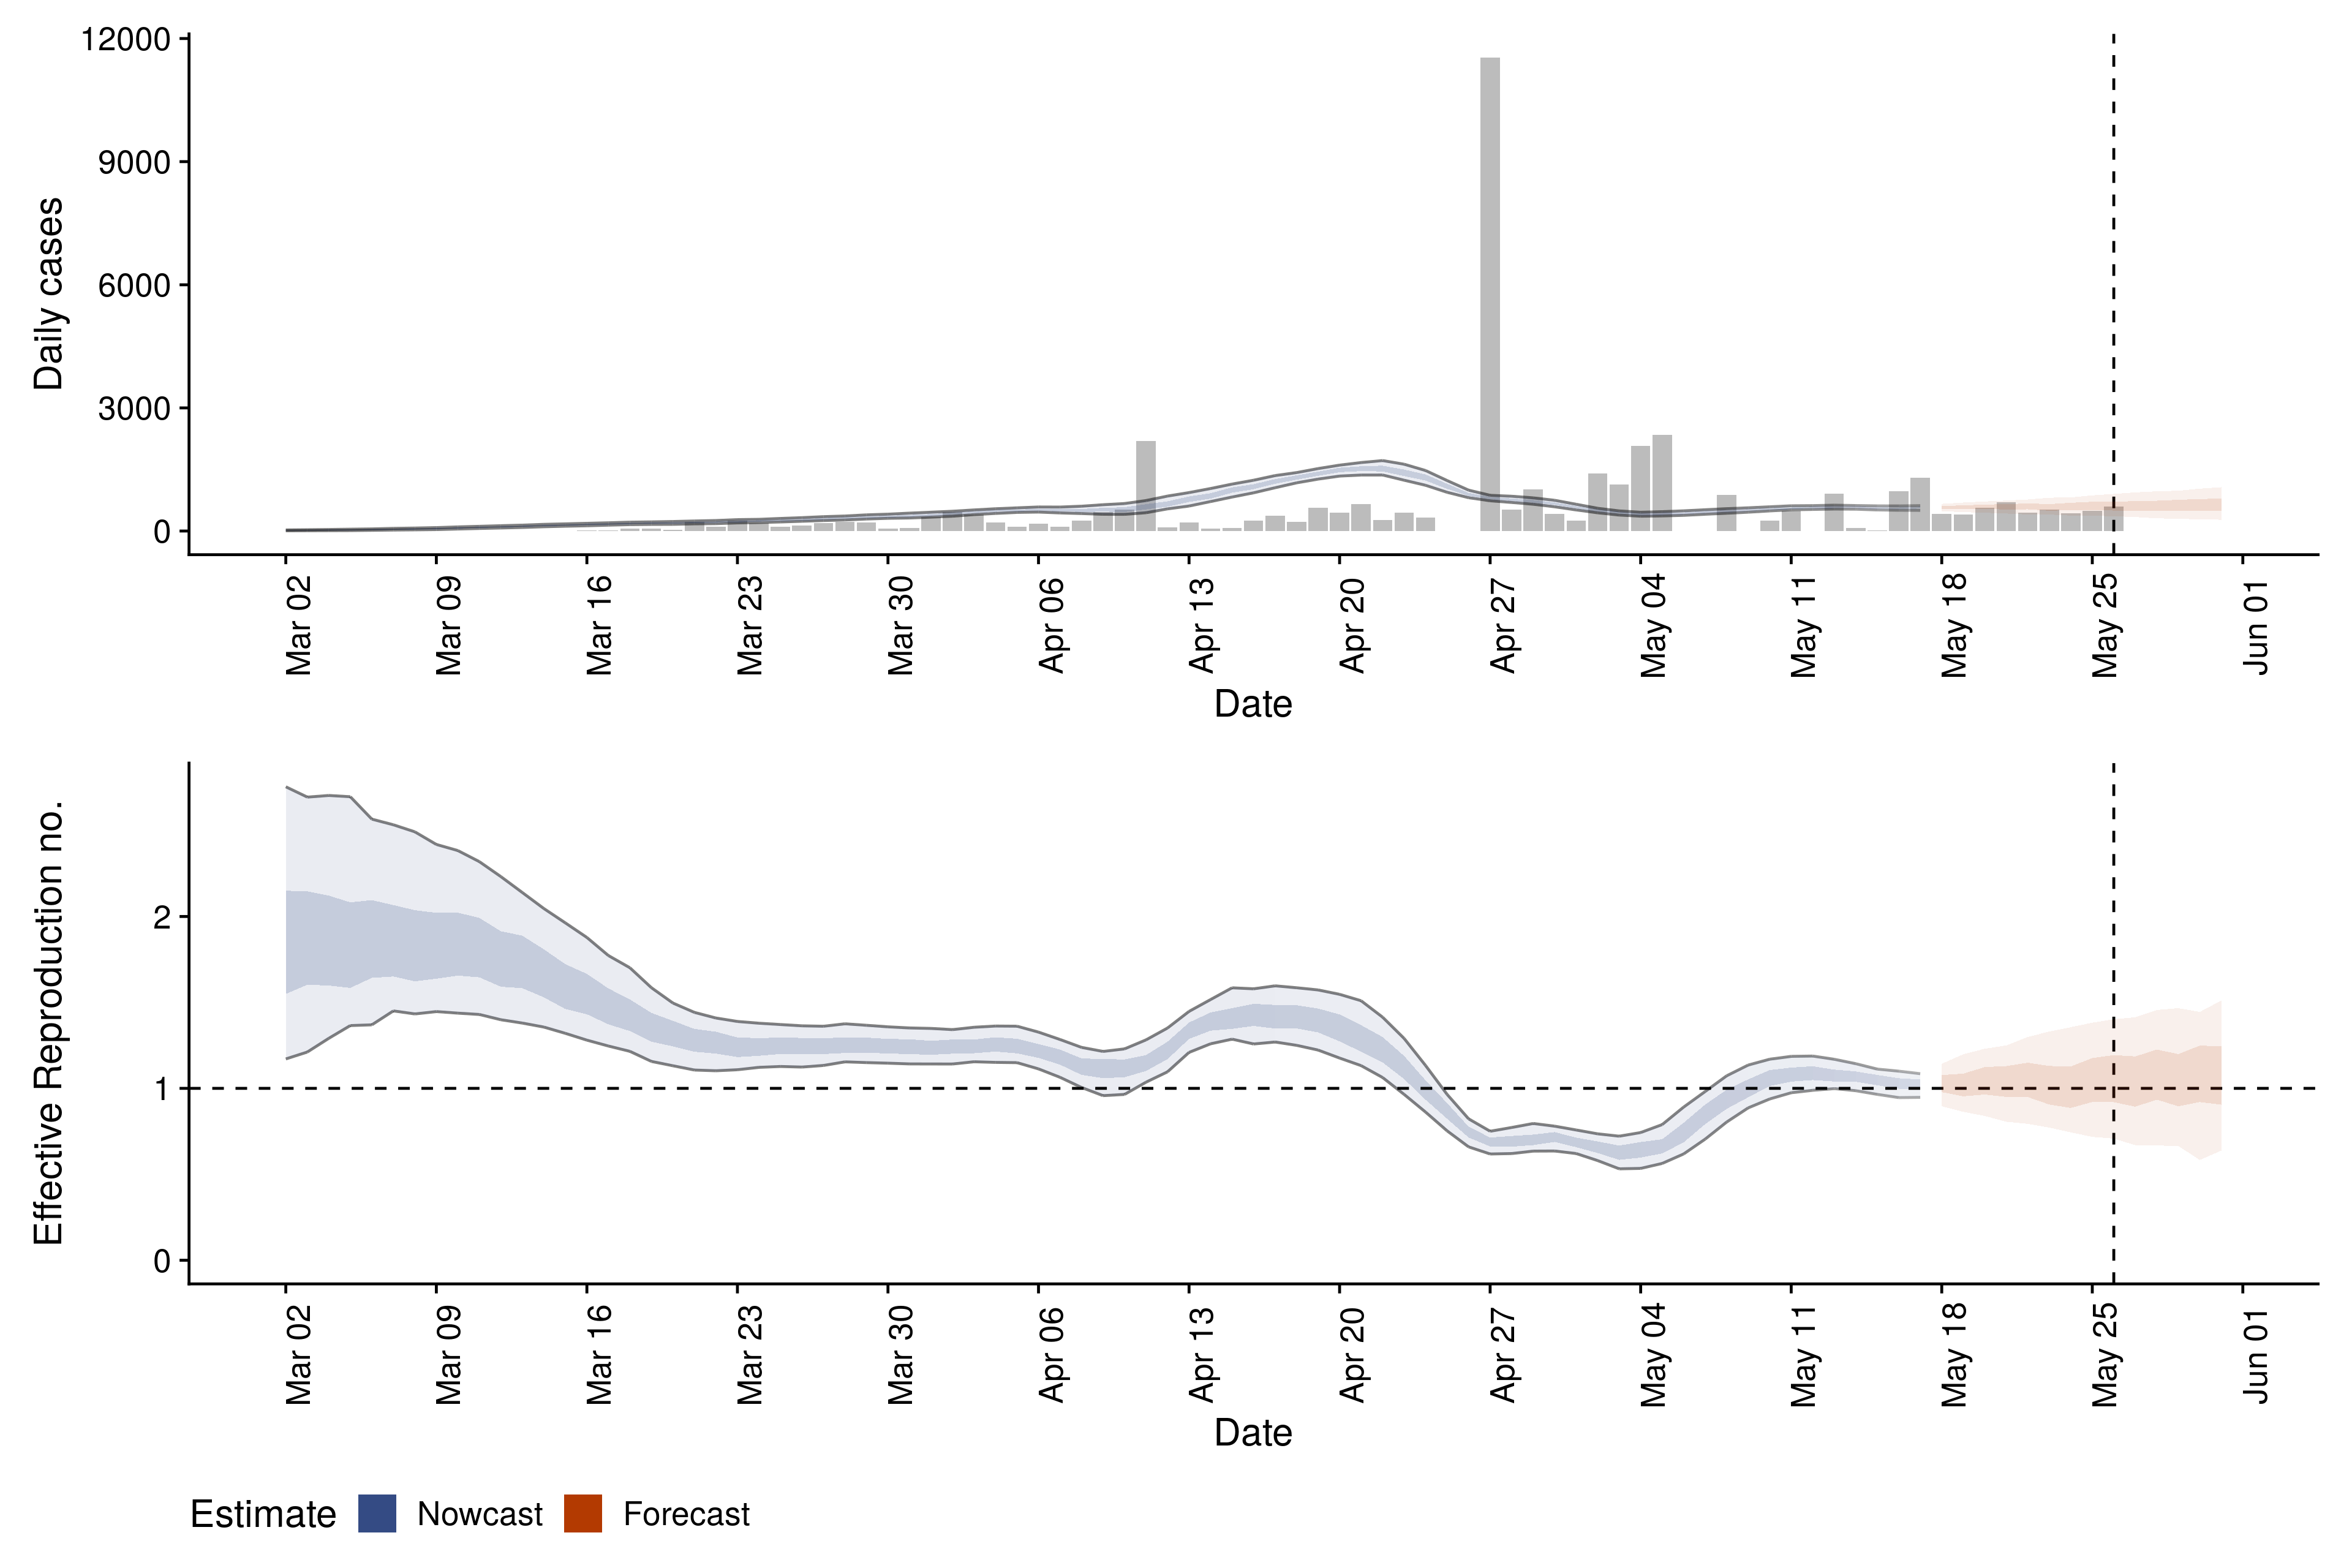 12000
9000
6000
3000
0
Daily cases
Mar 02 Mar 09 Mar 16 Mar 23 Mar 30 Apr 06 Apr 13 Apr 20 Apr 27 May 04 May 11 May 18 May 25 Jun 01
Date
2
1
0
Effective Reproduction no.
Mar 02 Mar 09 Mar 16 Mar 23 Mar 30 Apr 06 Apr 13 Apr 20 Apr 27 May 04 May 11 May 18 May 25 Jun 01
Date
Estimate Nowcast Forecast